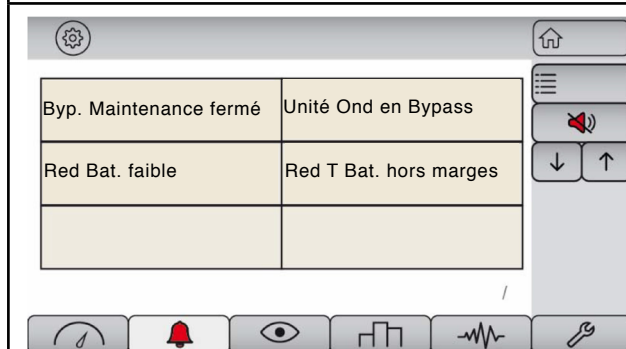 Byp. Maintenance fermé
Unité Ond en Bypass
Red Bat. faible
Red T Bat. hors marges
/